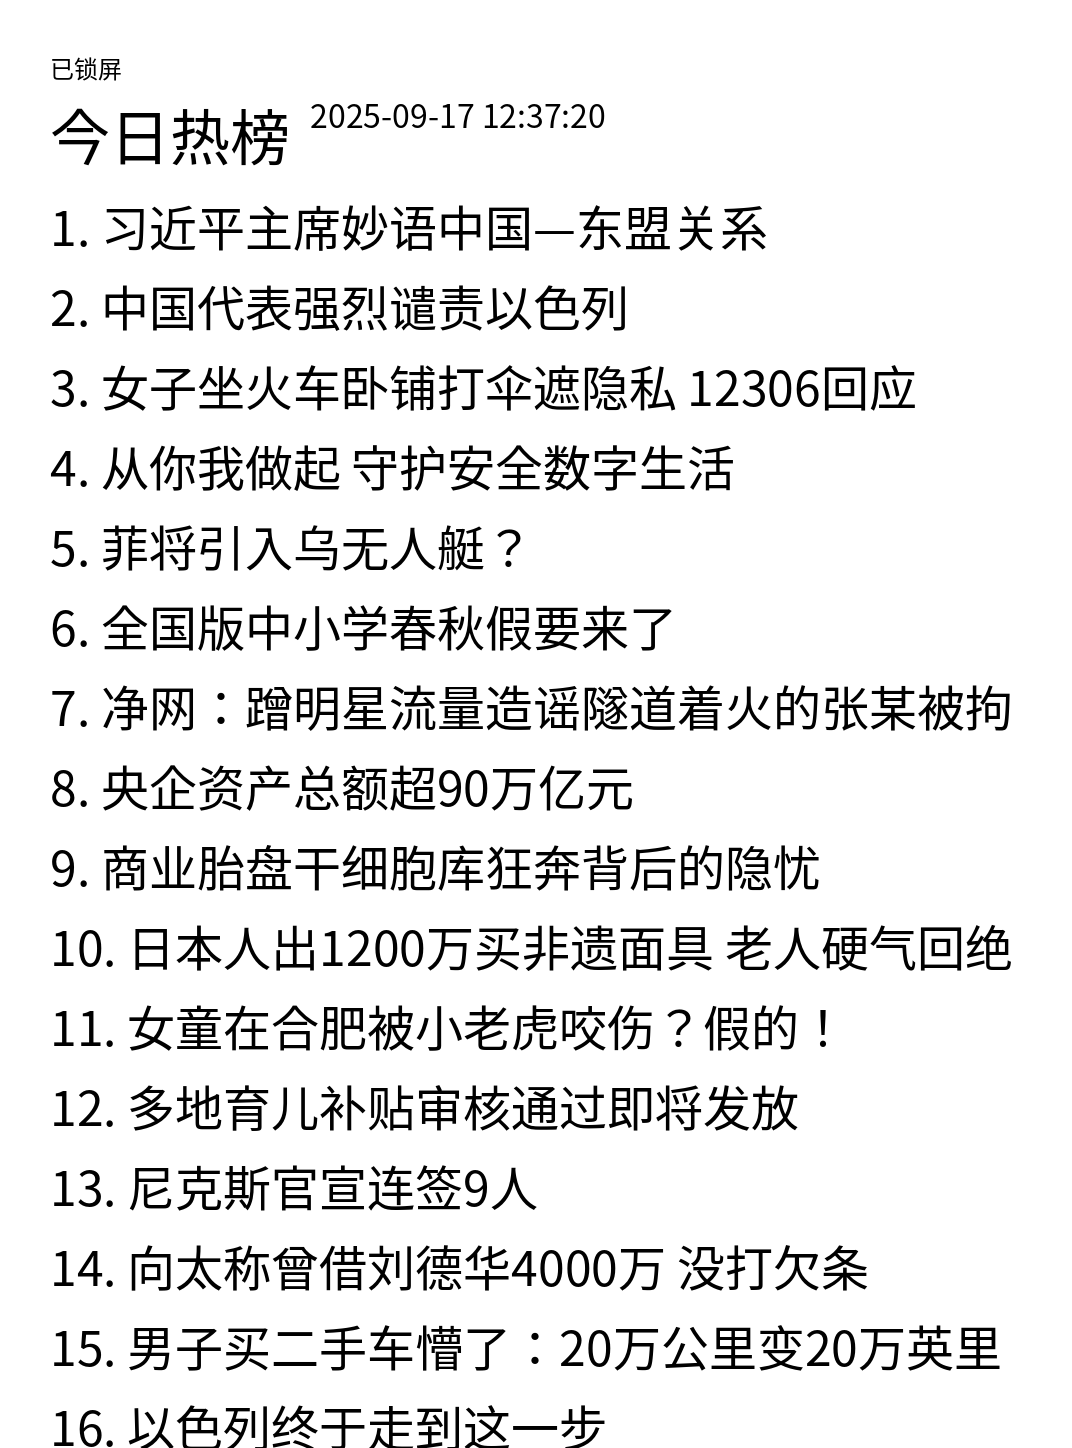 已锁屏
今日热榜 2025-09-17 12:37:20
1. 习近平主席妙语中国—东盟关系
2. 中国代表强烈谴责以色列
3. 女子坐火车卧铺打伞遮隐私 12306回应
4. 从你我做起 守护安全数字生活
5. 菲将引入乌无人艇？
6. 全国版中小学春秋假要来了
7. 净网：蹭明星流量造谣隧道着火的张某被拘
8. 央企资产总额超90万亿元
9. 商业胎盘干细胞库狂奔背后的隐忧
10. 日本人出1200万买非遗面具 老人硬气回绝
11. 女童在合肥被小老虎咬伤？假的！
12. 多地育儿补贴审核通过即将发放
13. 尼克斯官宣连签9人
14. 向太称曾借刘德华4000万 没打欠条
15. 男子买二手车懵了：20万公里变20万英里
16. 以色列终于走到这一步